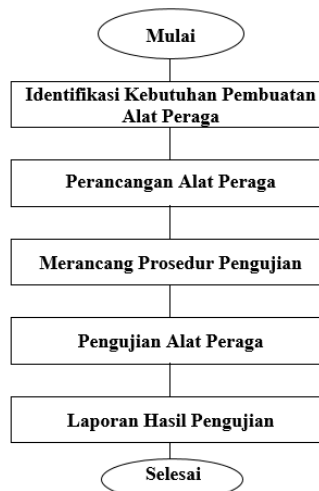 Mulai
Identifikasi Kebutuhan Pembuatan
Alat Peraga
Perancangan Alat Peraga
Merancang Prosedur Pengujian
Pengujian Alat Peraga
Laporan Hasil Pengujian
Selesai